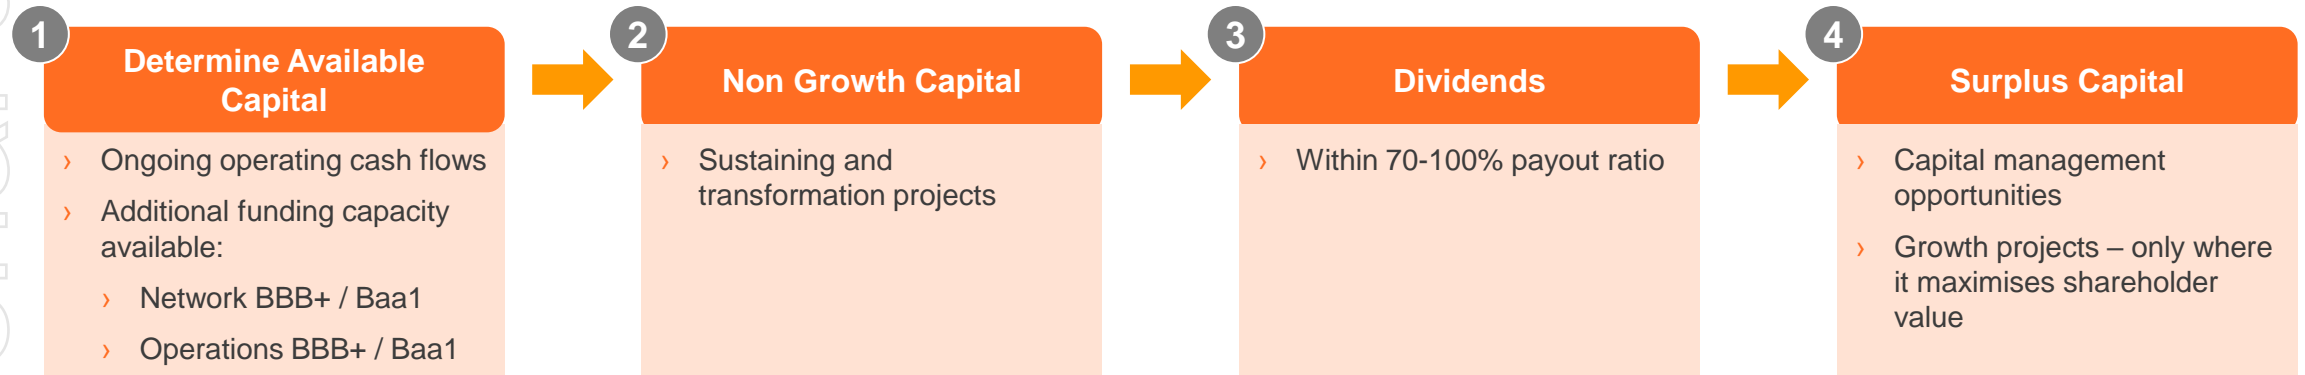 1
Determine Available
Capital
› Ongoing operating cash flows
› Additional funding capacity
available:
› Network BBB+ / Baa1
› Operations BBB+ / Baa1
2
Non Growth Capital
› Sustaining and
transformation projects
3
Dividends
› Within 70-100% payout ratio
4
Surplus Capital
› Capital management
opportunities
› Growth projects – only where
it maximises shareholder
value